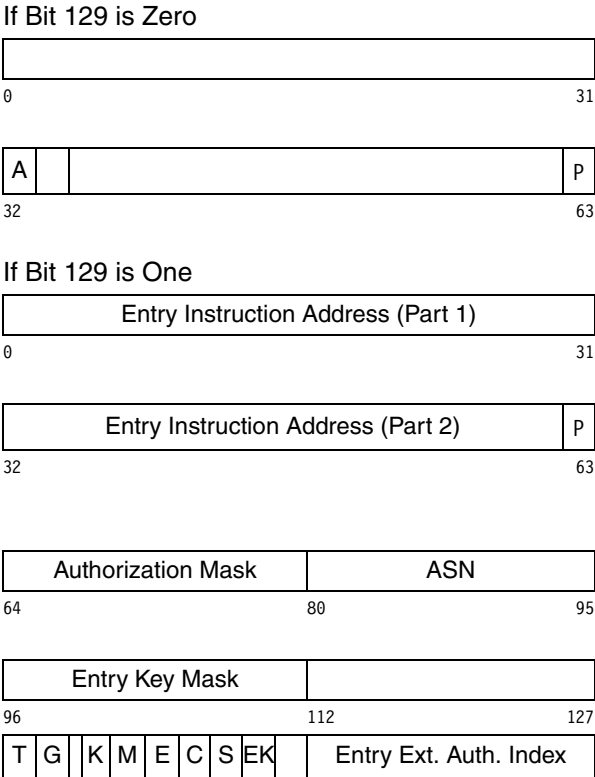 If Bit 129 is Zero
0 31
A P
32 63
If Bit 129 is One
Entry Instruction Address (Part 1)
0 31
Entry Instruction Address (Part 2) P
32 63
Authorization Mask ASN
64 80 95
Entry Key Mask
96 112 127
T G K M E C S EK Entry Ext. Auth. Index